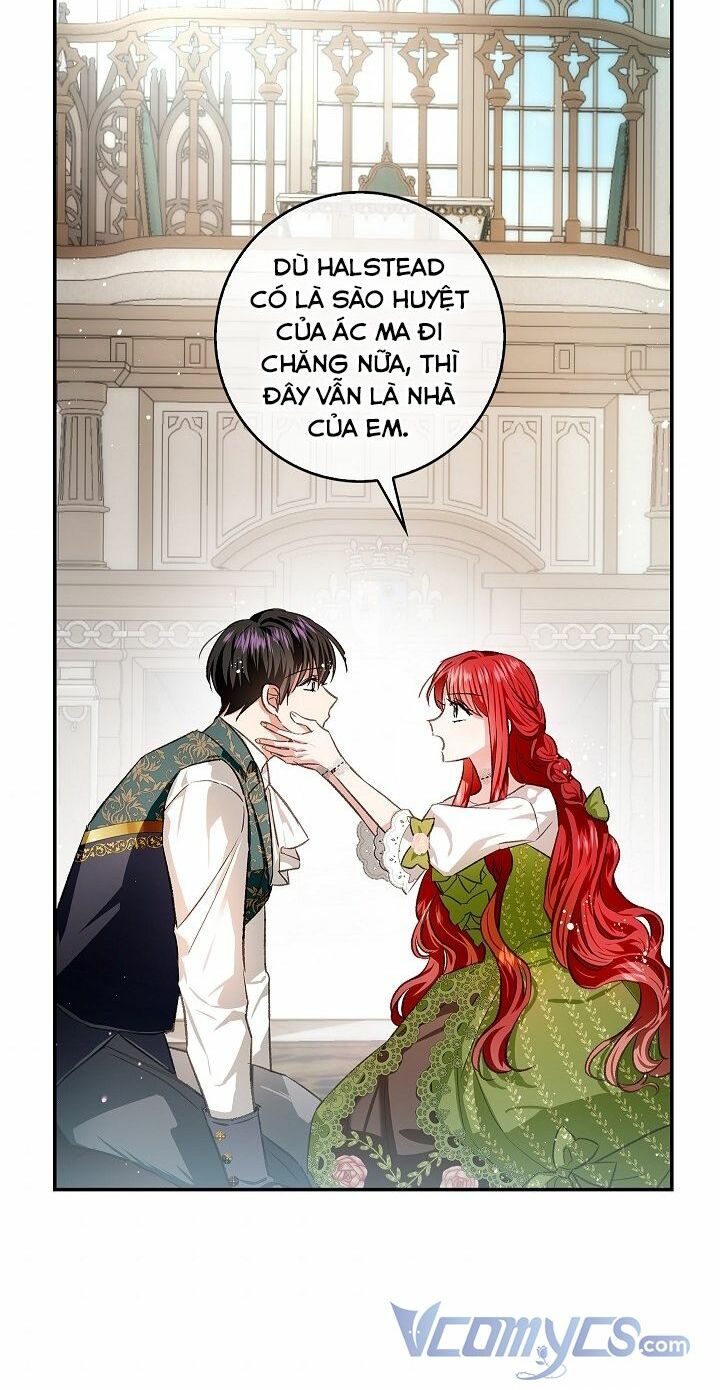 DÙ HALSTEAD
CÓ LÀ SÀO HUYỆT
CỦA ÁC MA ĐI
CHĂNG NỮA, THÌ
ĐÂY VẪN LÀ NHÀ
CỦA EM.
VCOMYCS.com